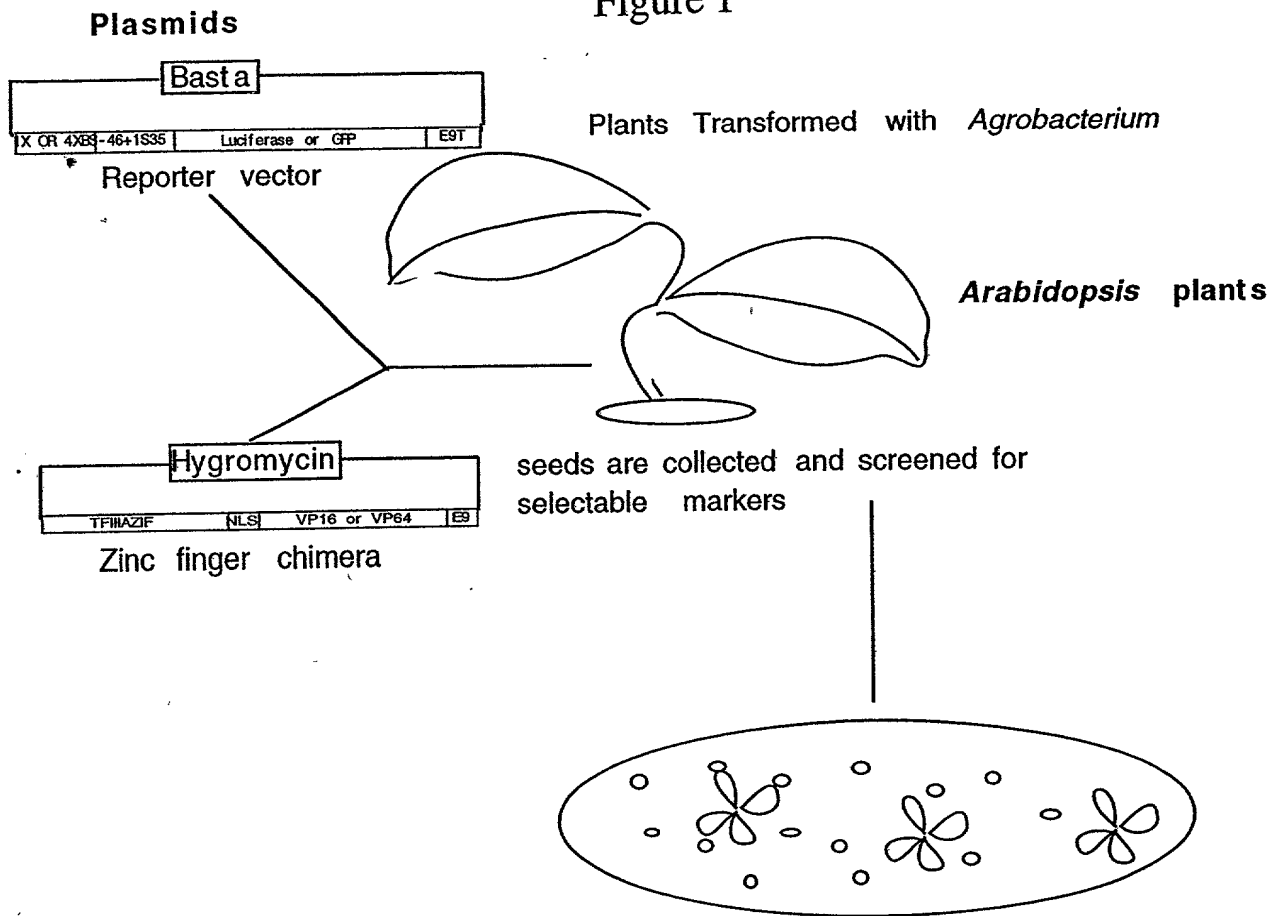 Figure 1
Plasmids
Basta
X OR 4XBS -46+1S35 Luciferase or GFP E9T
Reporter vector
Plants Transformed with Agrobacterium
Arabidopsis plants
Hygromycin
TFIIIAZIF NLS VP16 or VP64 E9
Zinc finger chimera
seeds are collected and screened for
selectable markers